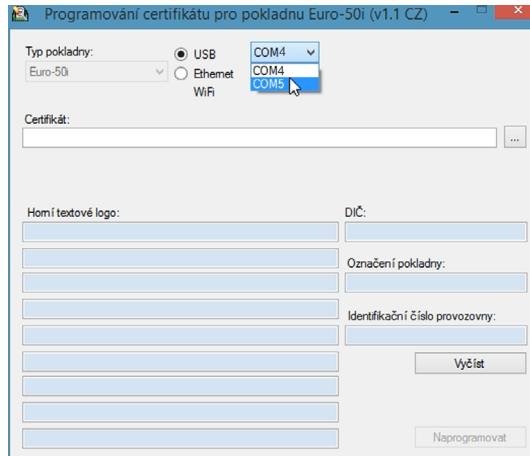 Programování certifikátu pro pokladnu Euro-50i (v1.1 CZ)
Typ pokladny:
Euro-50i
USB
Ethernet
WiFi
COM4
COM4
COM5
Certifikát:
...
Horní textové logo:
DIČ:
Označení pokladny:
Identifikační číslo provozovny:
Vyčíst
Naprogramovat